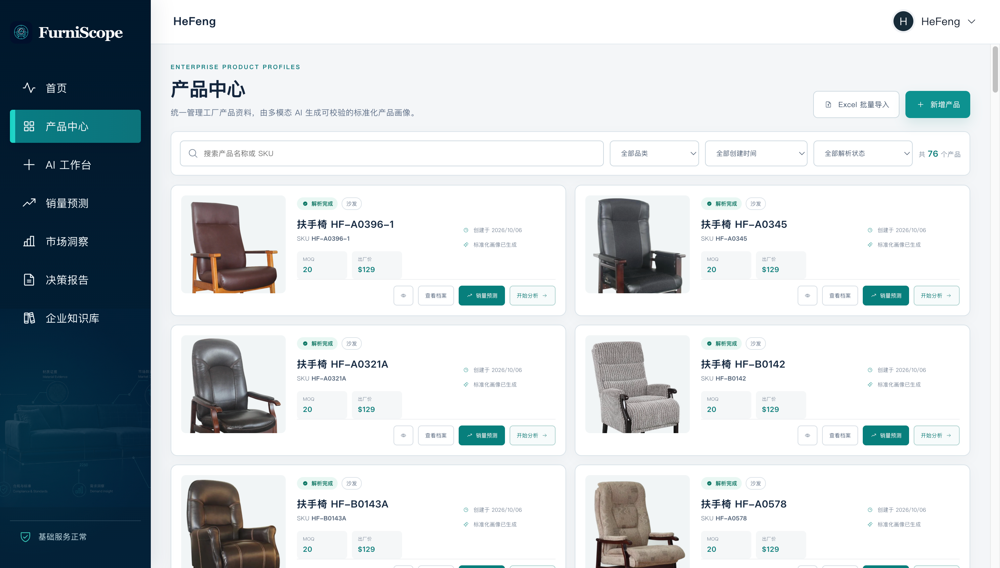 FurniScope
首页
产品中心
AI 工作台
销量预测
市场洞察
决策报告
企业知识库
材质证据
Material Evidence
2250
合规与标准
Compliance & Standards
需求洞察
Demand Insight
基础服务正常
HeFeng
H HeFeng
ENTERPRISE PRODUCT PROFILES
产品中心
统一管理工厂产品资料，由多模态 AI 生成可校验的标准化产品画像。
Excel 批量导入
新增产品
搜索产品名称或 SKU
全部品类
全部创建时间
全部解析状态
共 76 个产品
解析完成 沙发
扶手椅 HF-A0396-1
SKU HF-A0396-1
创建于 2026/10/06
标准化画像已生成
MOQ 出厂价
20 $129
查看档案 销量预测 开始分析
解析完成 沙发
扶手椅 HF-A0345
SKU HF-A0345
创建于 2026/10/06
标准化画像已生成
MOQ 出厂价
20 $129
查看档案 销量预测 开始分析
解析完成 沙发
扶手椅 HF-A0321A
SKU HF-A0321A
创建于 2026/10/06
标准化画像已生成
MOQ 出厂价
20 $129
查看档案 销量预测 开始分析
解析完成 沙发
扶手椅 HF-B0142
SKU HF-B0142
创建于 2026/10/06
标准化画像已生成
MOQ 出厂价
20 $129
查看档案 销量预测 开始分析
解析完成 沙发
扶手椅 HF-B0143A
SKU HF-B0143A
创建于 2026/10/06
标准化画像已生成
MOQ 出厂价
20 $129
解析完成 沙发
扶手椅 HF-A0578
SKU HF-A0578
创建于 2026/10/06
标准化画像已生成
MOQ 出厂价
20 $129